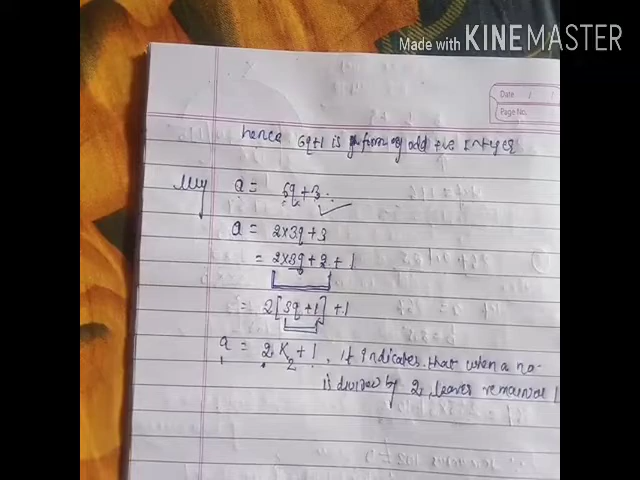 Made with KINEMASTER
Date / /
Page No.
hence 6q+1 is form of odd +ve integer
lly a = 6q+3.
a = 2×3q+3
= 2×3q+2+1
= 2[3q+1]+1
a = 2K₂+1. It indicates that when a no.
is divided by 2, leaves remainder 1